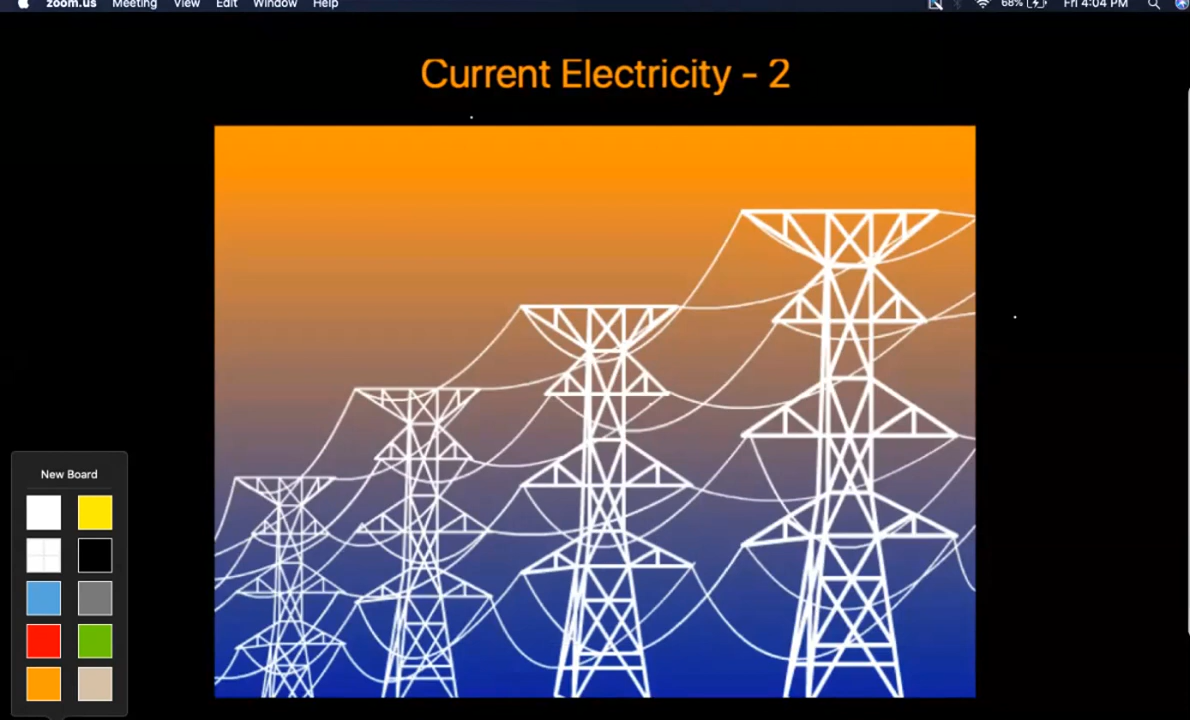 zoom.us Meeting View Edit Window Help 68% Fri 4:04 PM
Current Electricity - 2
New Board